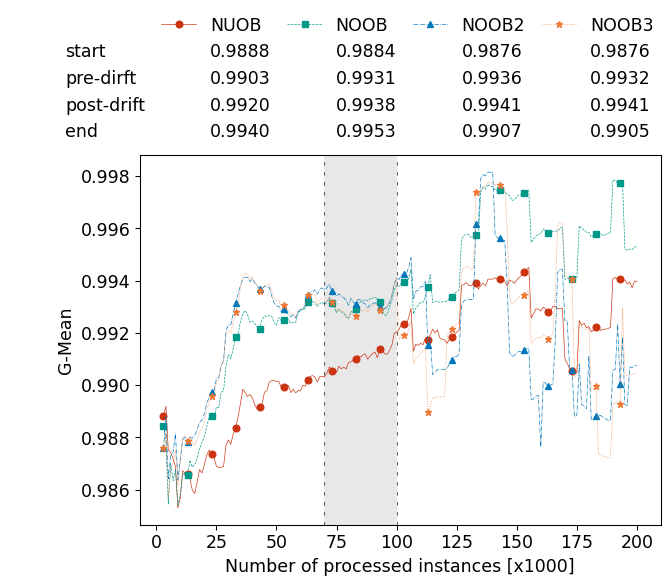 NUOB NOOB NOOB2 NOOB3
start 0.9888 0.9884 0.9876 0.9876
pre-dirft 0.9903 0.9931 0.9936 0.9932
post-drift 0.9920 0.9938 0.9941 0.9941
end 0.9940 0.9953 0.9907 0.9905
0.998
0.996
0.994
0.992
0.990
0.988
0.986
G-Mean
0 25 50 75 100 125 150 175 200
Number of processed instances [x1000]